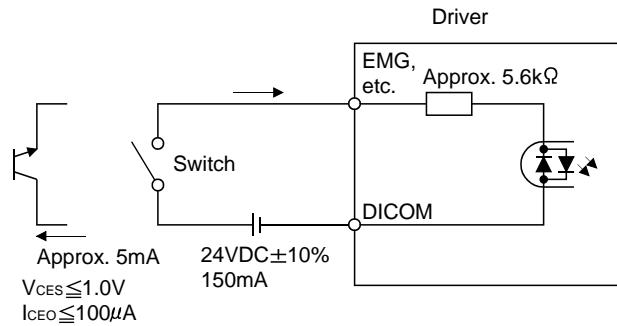 Driver
EMG,
etc.
Approx. 5.6kΩ
Switch
DICOM
Approx. 5mA
VCES≦1.0V
ICEO≦100μA
24VDC±10%
150mA